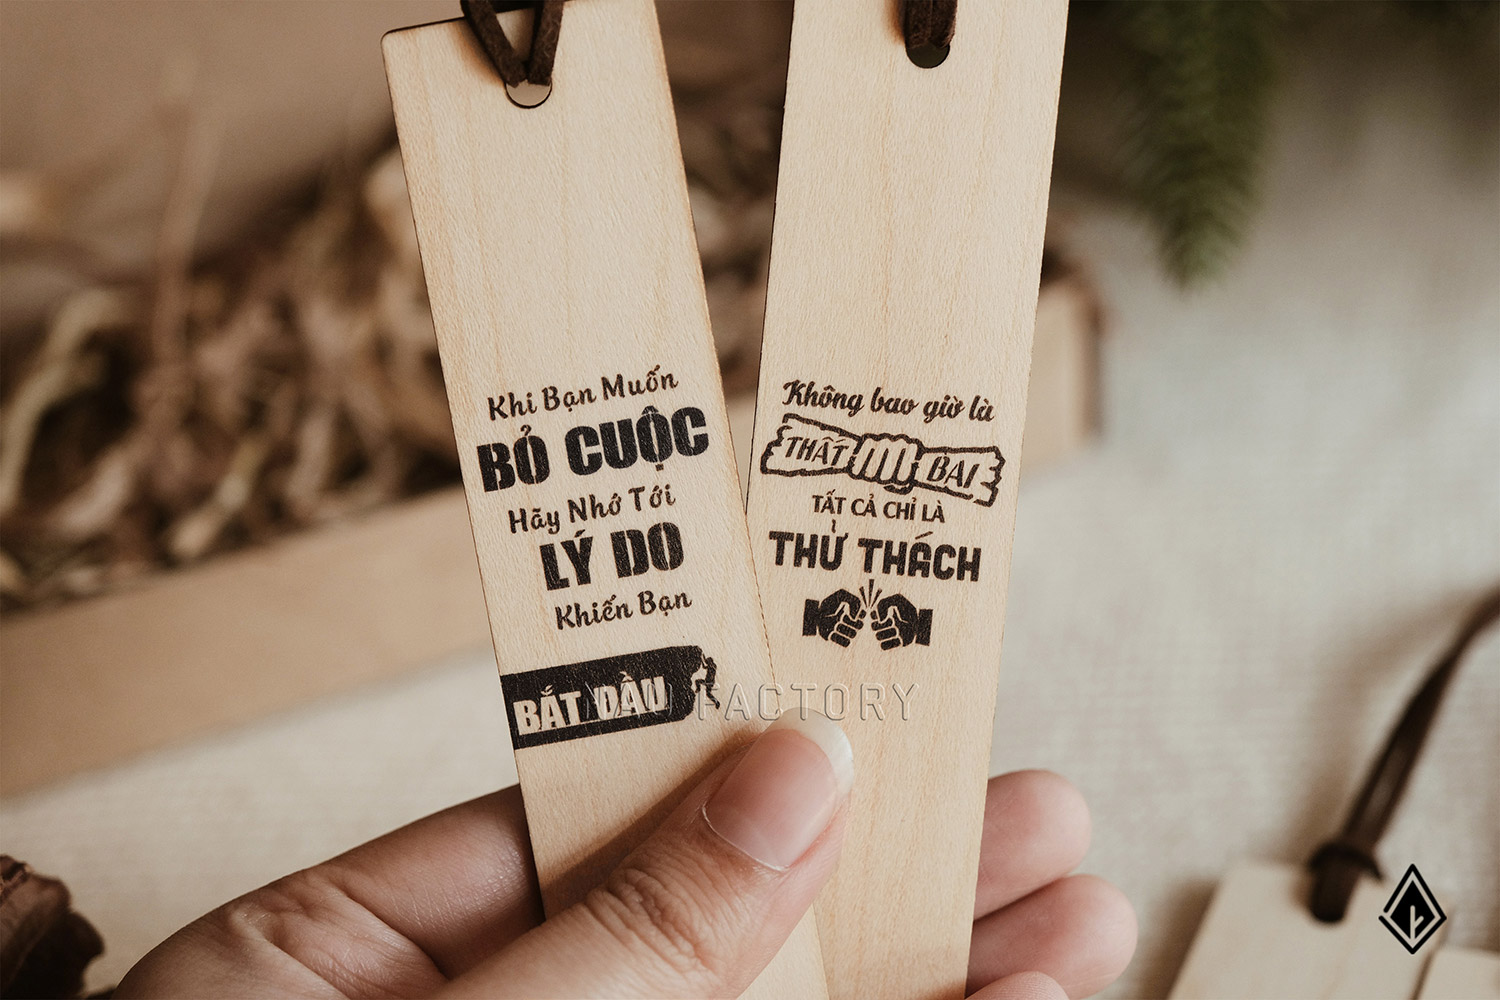 Khi Bạn Muốn
BỎ CUỘC
Hãy Nhớ Tới
LÝ DO
Khiến Bạn
BẮT ĐẦU
Không bao giờ là
THẤT BẠI
TẤT CẢ CHỈ LÀ
THỬ THÁCH
FACTORY